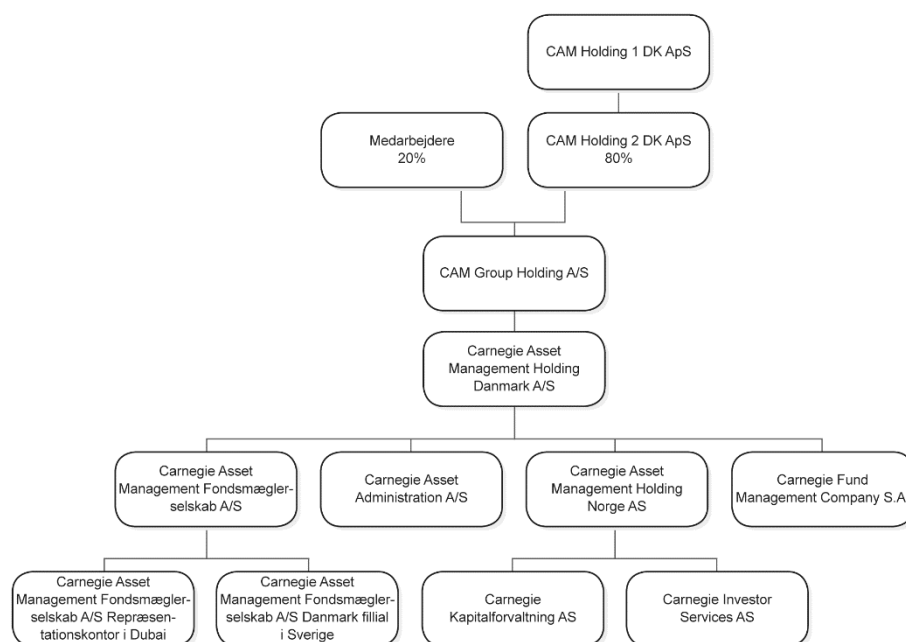 CAM Holding 1 DK ApS
Medarbejdere
20%
CAM Holding 2 DK ApS
80%
CAM Group Holding A/S
Carnegie Asset
Management Holding
Danmark A/S
Carnegie Asset
Management Fondsmægler-
selskab A/S
Carnegie Asset
Administration A/S
Carnegie Asset
Management Holding
Norge AS
Carnegie Fund
Management Company S.A
Carnegie Asset
Management Fondsmægler-
selskab A/S Repræsen-
tationskontor i Dubai
Carnegie Asset
Management Fondsmægler-
selskab A/S Danmark fillial
i Sverige
Carnegie
Kapitalforvaltning AS
Carnegie Investor
Services AS